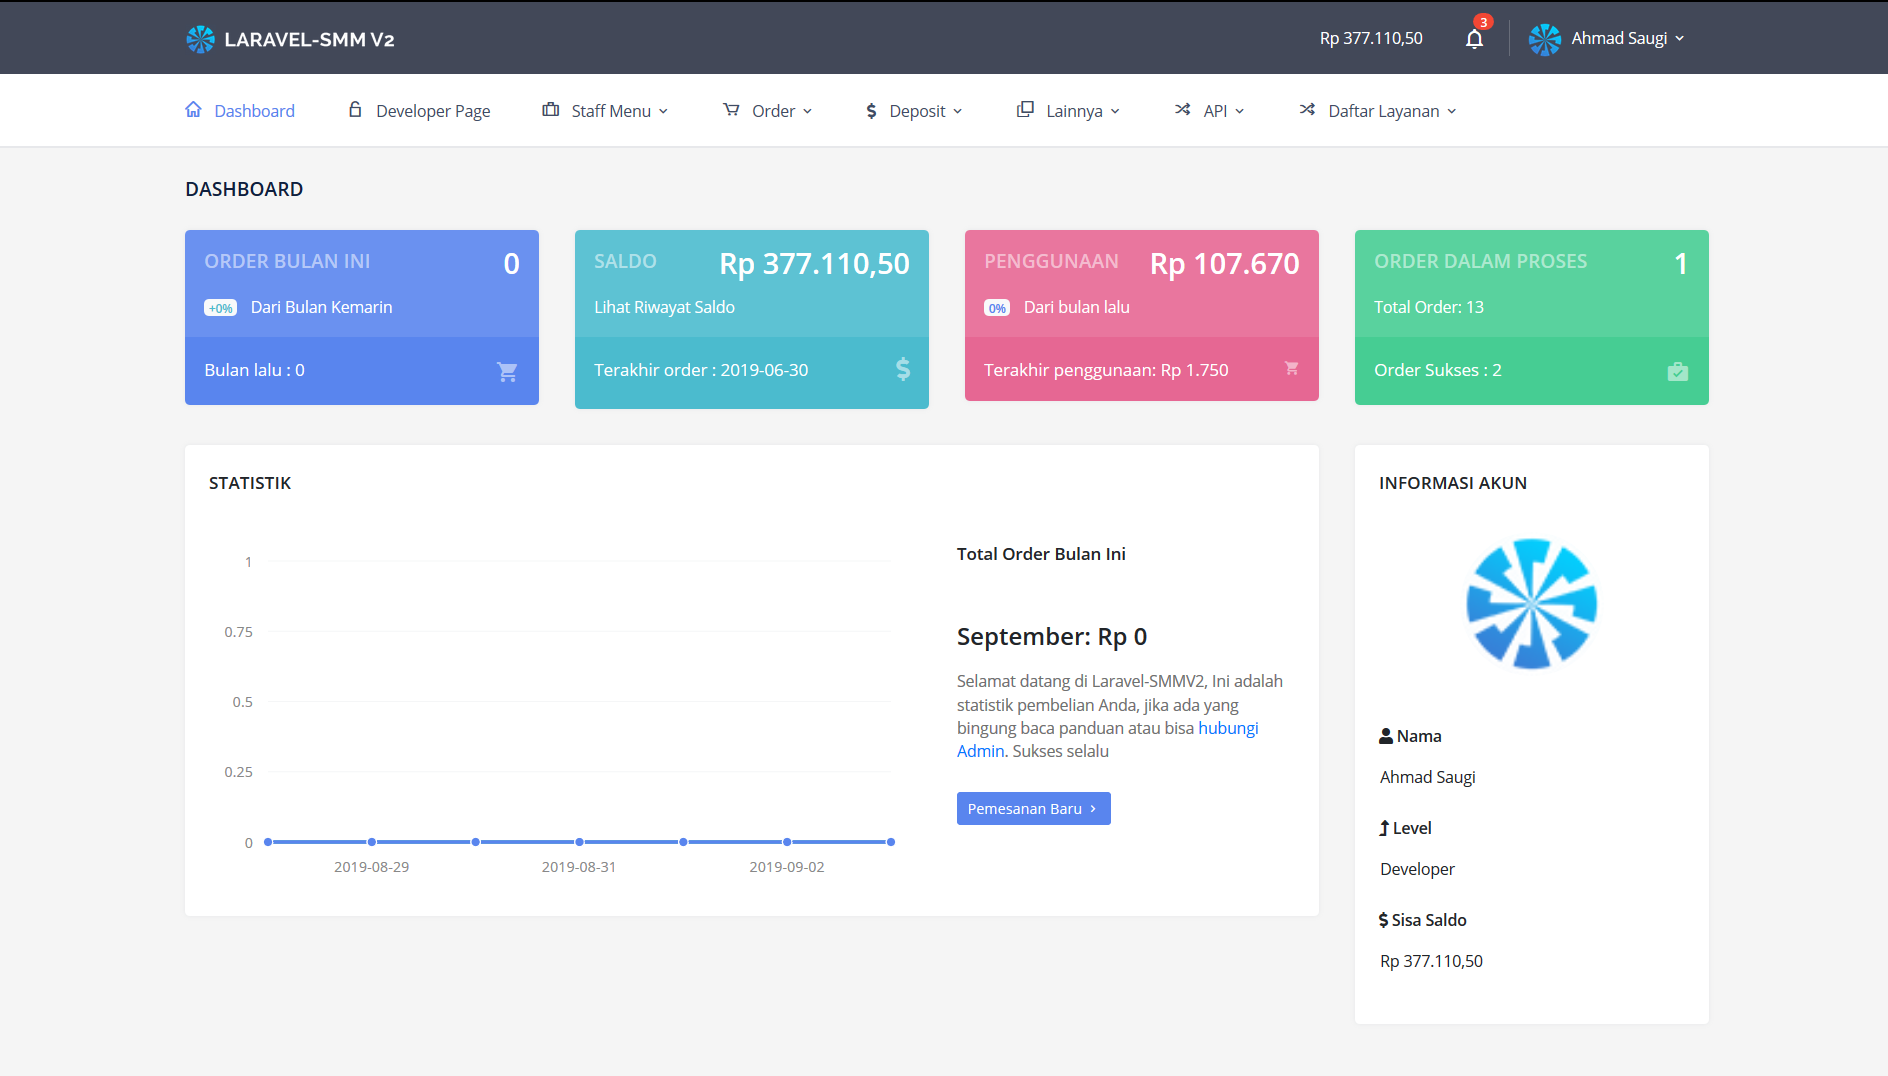 LARAVEL-SMM V2
Rp 377.110,50
3
Ahmad Saugi
Dashboard
Developer Page
Staff Menu
Order
Deposit
Lainnya
API
Daftar Layanan
DASHBOARD
ORDER BULAN INI
0
+0%
Dari Bulan Kemarin
Bulan lalu : 0
SALDO
Rp 377.110,50
Lihat Riwayat Saldo
Terakhir order : 2019-06-30
PENGGUNAAN
Rp 107.670
0%
Dari bulan lalu
Terakhir penggunaan: Rp 1.750
ORDER DALAM PROSES
1
Total Order: 13
Order Sukses : 2
STATISTIK
1
0.75
0.5
0.25
0
2019-08-29
2019-08-31
2019-09-02
Total Order Bulan Ini
September: Rp 0
Selamat datang di Laravel-SMMV2, Ini adalah
statistik pembelian Anda, jika ada yang
bingung baca panduan atau bisa hubungi
Admin. Sukses selalu
Pemesanan Baru
INFORMASI AKUN
Nama
Ahmad Saugi
Level
Developer
Sisa Saldo
Rp 377.110,50